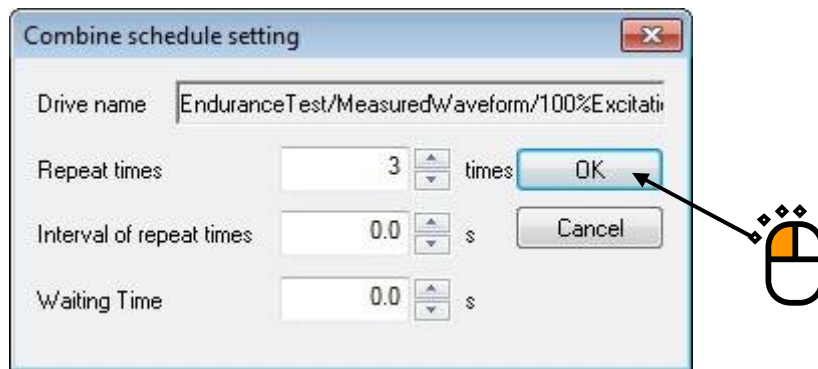 Combine schedule setting
Drive name EnduranceTest/MeasuredWaveform/100%Excitati
Repeat times 3 times OK
Interval of repeat times 0.0 s Cancel
Waiting Time 0.0 s